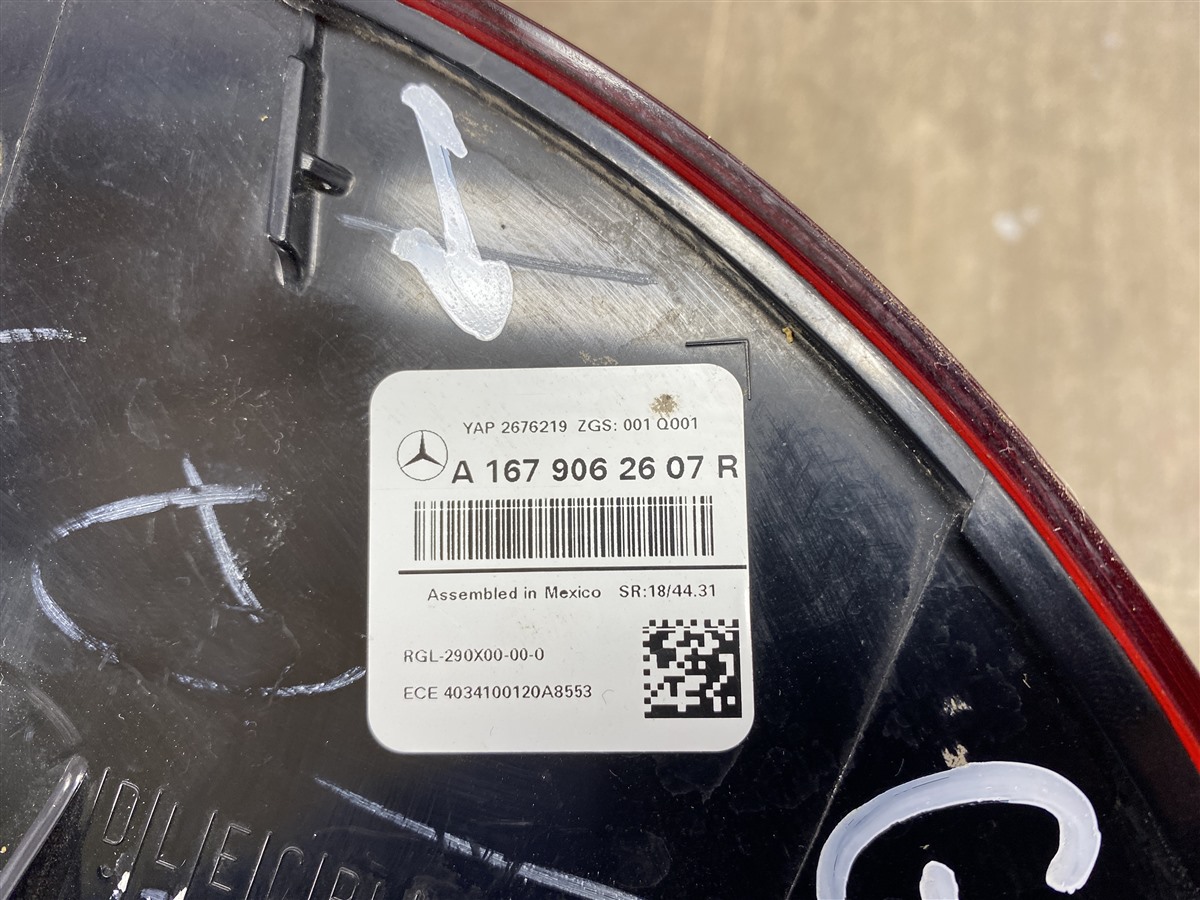 YAP 2676219 ZGS: 001 Q001
A 167 906 26 07 R
Assembled in Mexico SR:18/44.31
RGL-290X00-00-0
ECE 4034100120A8553